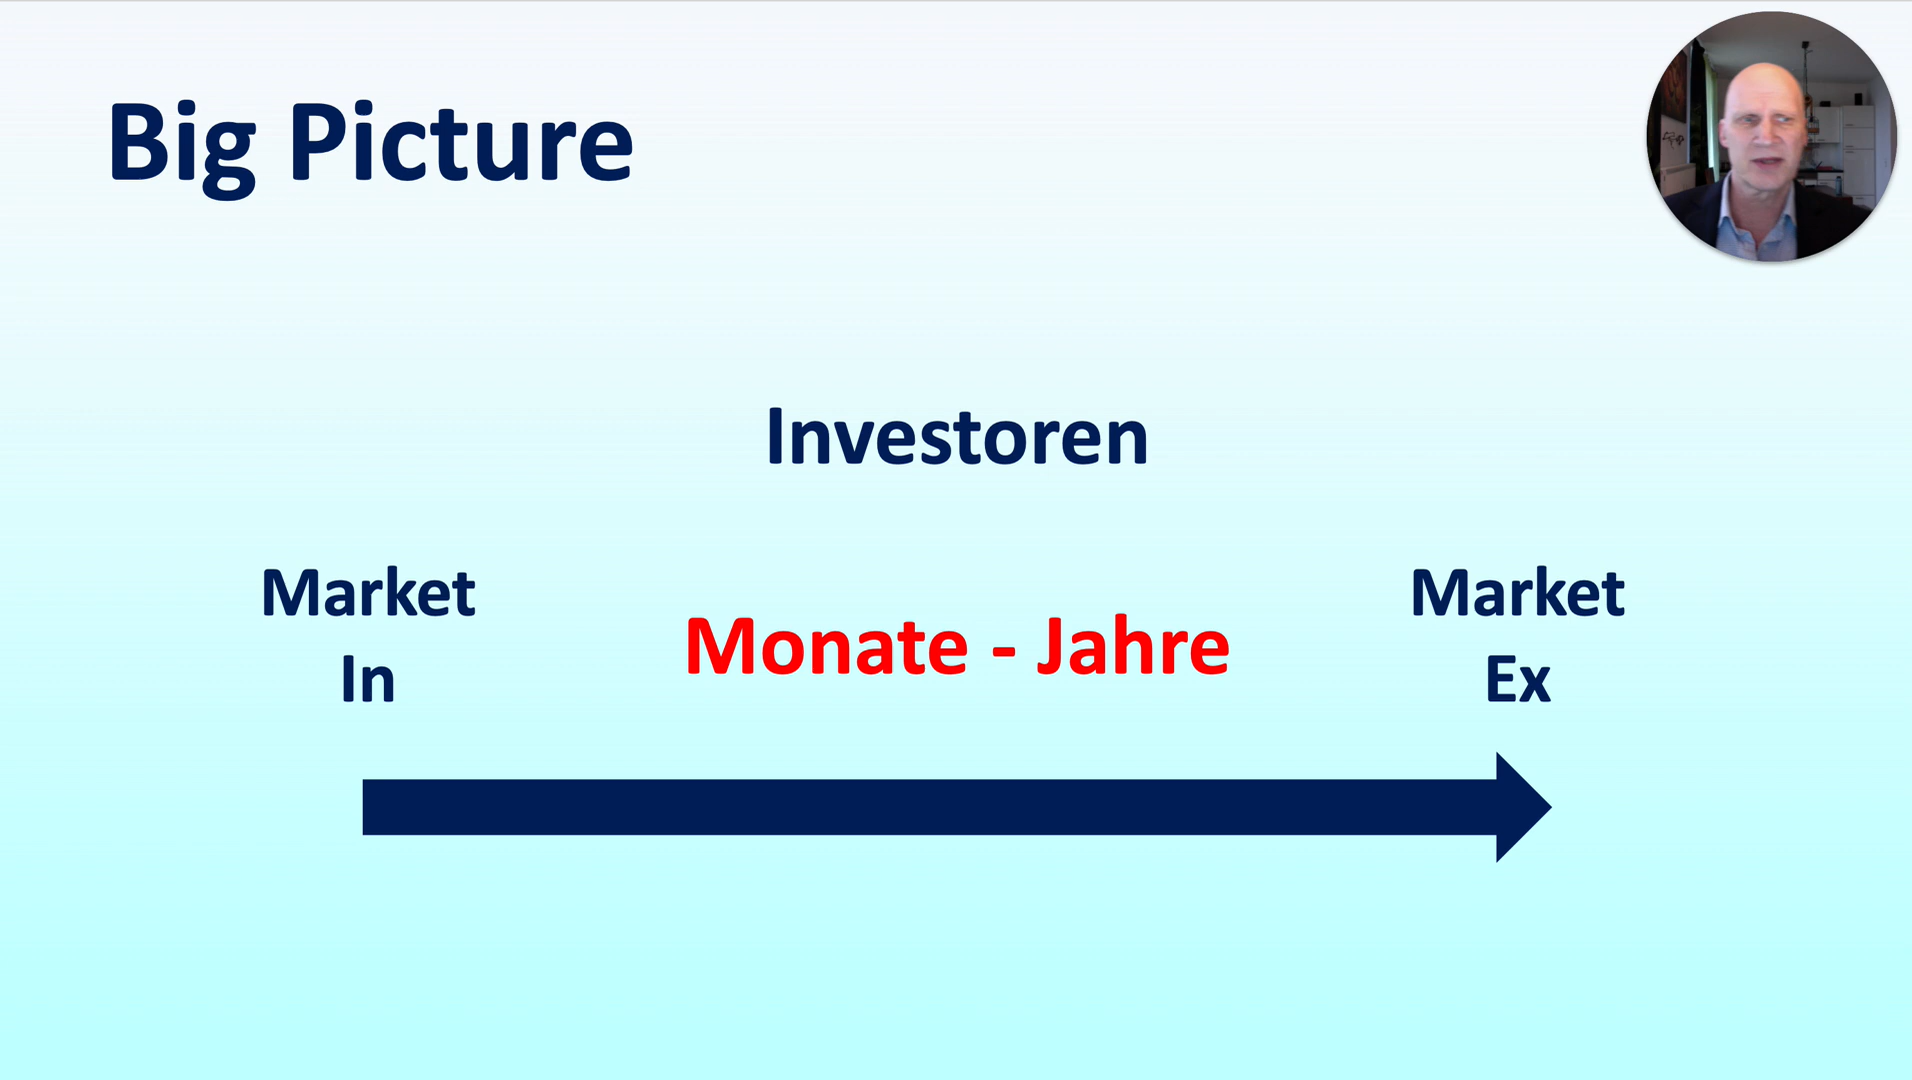 Big Picture
Investoren
Market
In
Monate - Jahre
Market
Ex